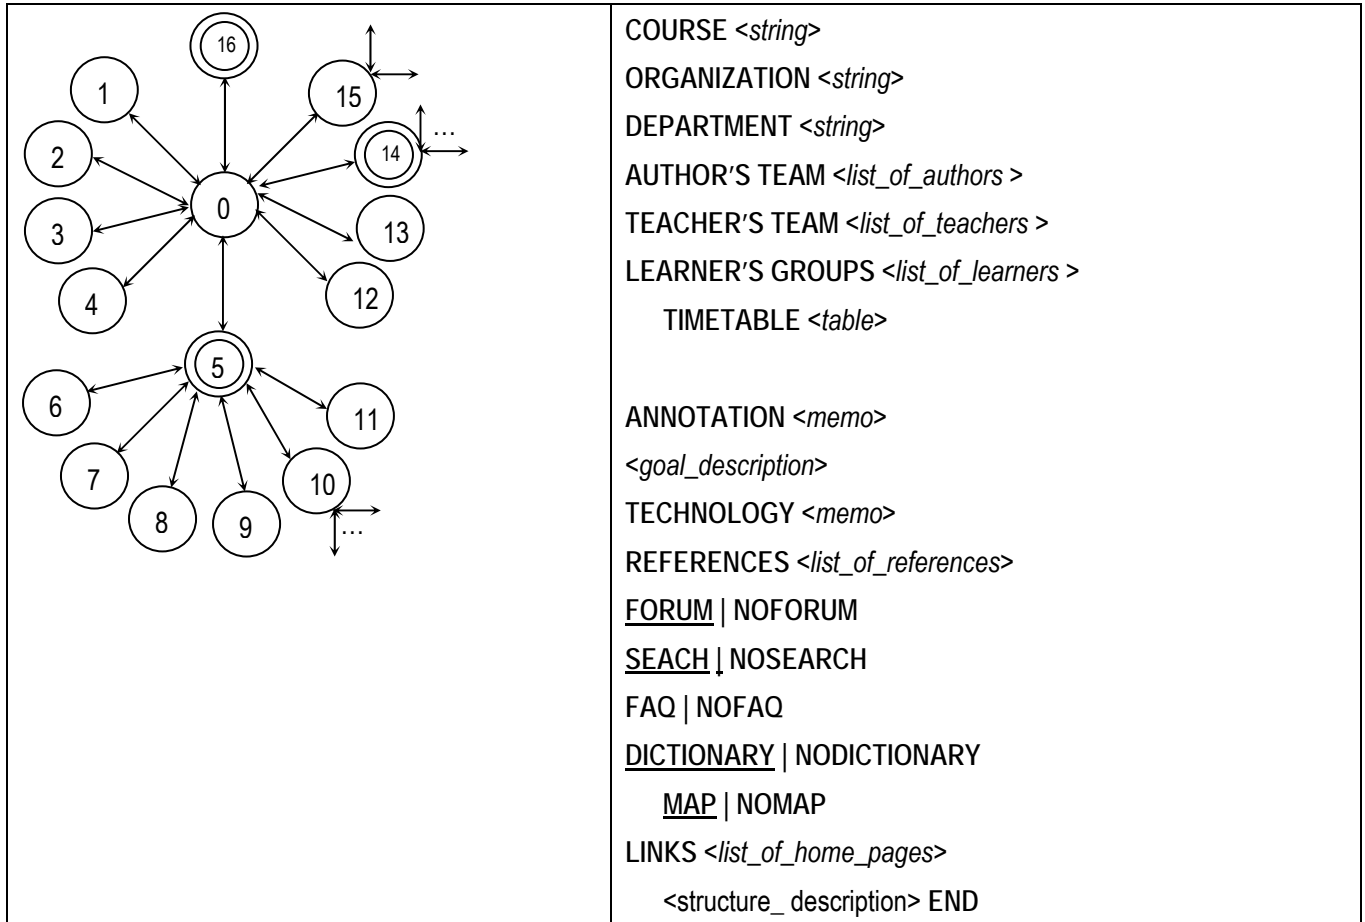 16
1
15
…
2
14
0
3
13
4
12
5
6
11
7
10
8
9
…
COURSE <string>
ORGANIZATION <string>
DEPARTMENT <string>
AUTHOR'S TEAM <list_of_authors >
TEACHER'S TEAM <list_of_teachers >
LEARNER'S GROUPS <list_of_learners >
TIMETABLE <table>
ANNOTATION <memo>
<goal_description>
TECHNOLOGY <memo>
REFERENCES <list_of_references>
FORUM | NOFORUM
SEACH | NOSEARCH
FAQ | NOFAQ
DICTIONARY | NODICTIONARY
MAP | NOMAP
LINKS <list_of_home_pages>
<structure_ description> END